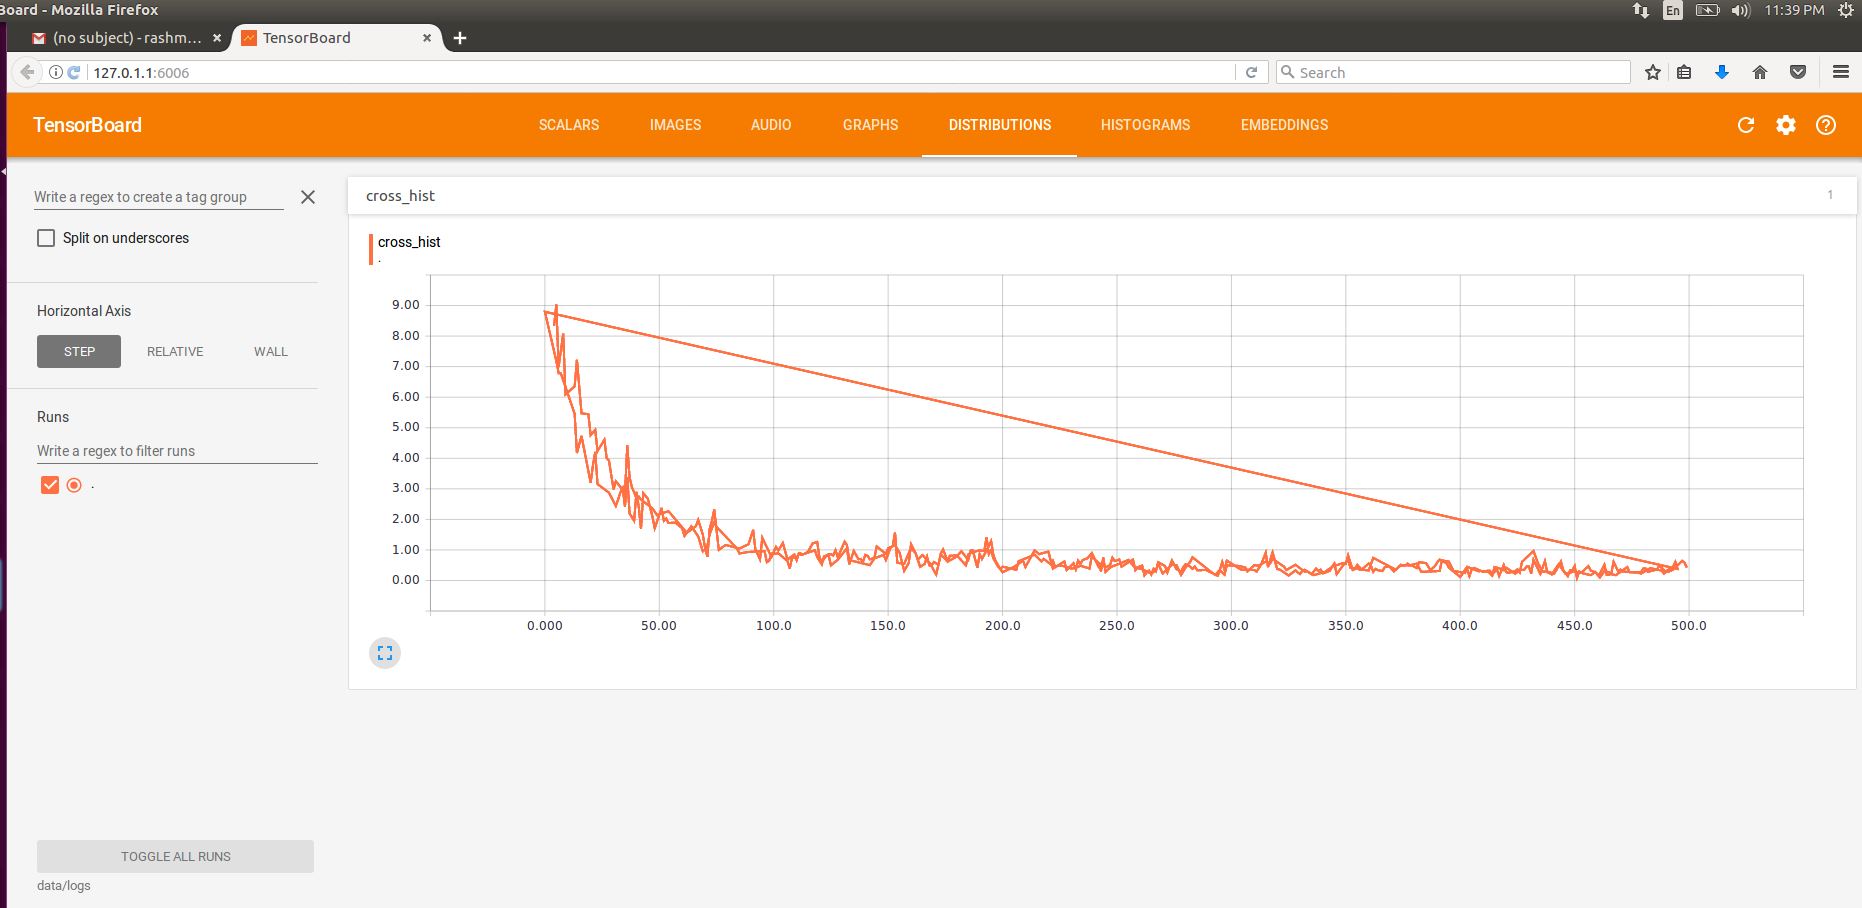 Board - Mozilla Firefox
En
11:39 PM
(no subject) - rashm...
TensorBoard
127.0.1.1:6006
Search
TensorBoard
SCALARS
IMAGES
AUDIO
GRAPHS
DISTRIBUTIONS
HISTOGRAMS
EMBEDDINGS
Write a regex to create a tag group
Split on underscores
Horizontal Axis
STEP
RELATIVE
WALL
Runs
Write a regex to filter runs
.
TOGGLE ALL RUNS
data/logs
cross_hist
1
cross_hist
.
9.00
8.00
7.00
6.00
5.00
4.00
3.00
2.00
1.00
0.00
0.000 50.00 100.0 150.0 200.0 250.0 300.0 350.0 400.0 450.0 500.0